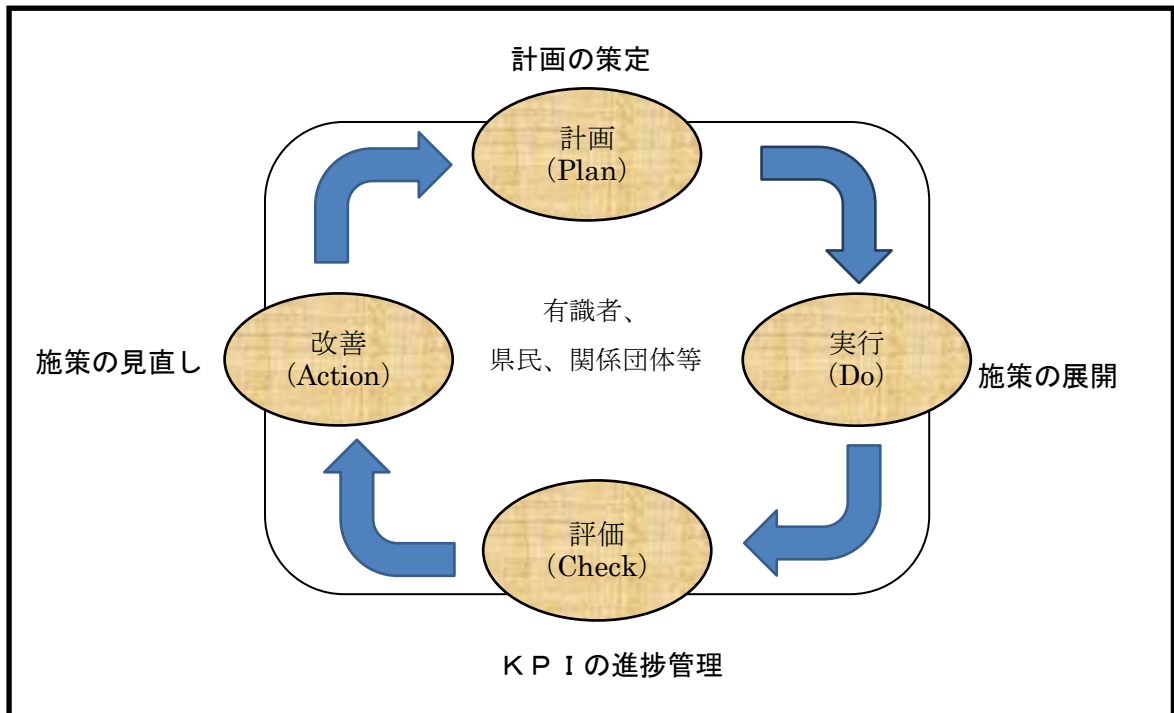 計画の策定
計画
(Plan)
有識者、
県民、関係団体等
施策の見直し
改善
(Action)
実行
(Do)
施策の展開
評価
(Check)
ＫＰＩの進捗管理